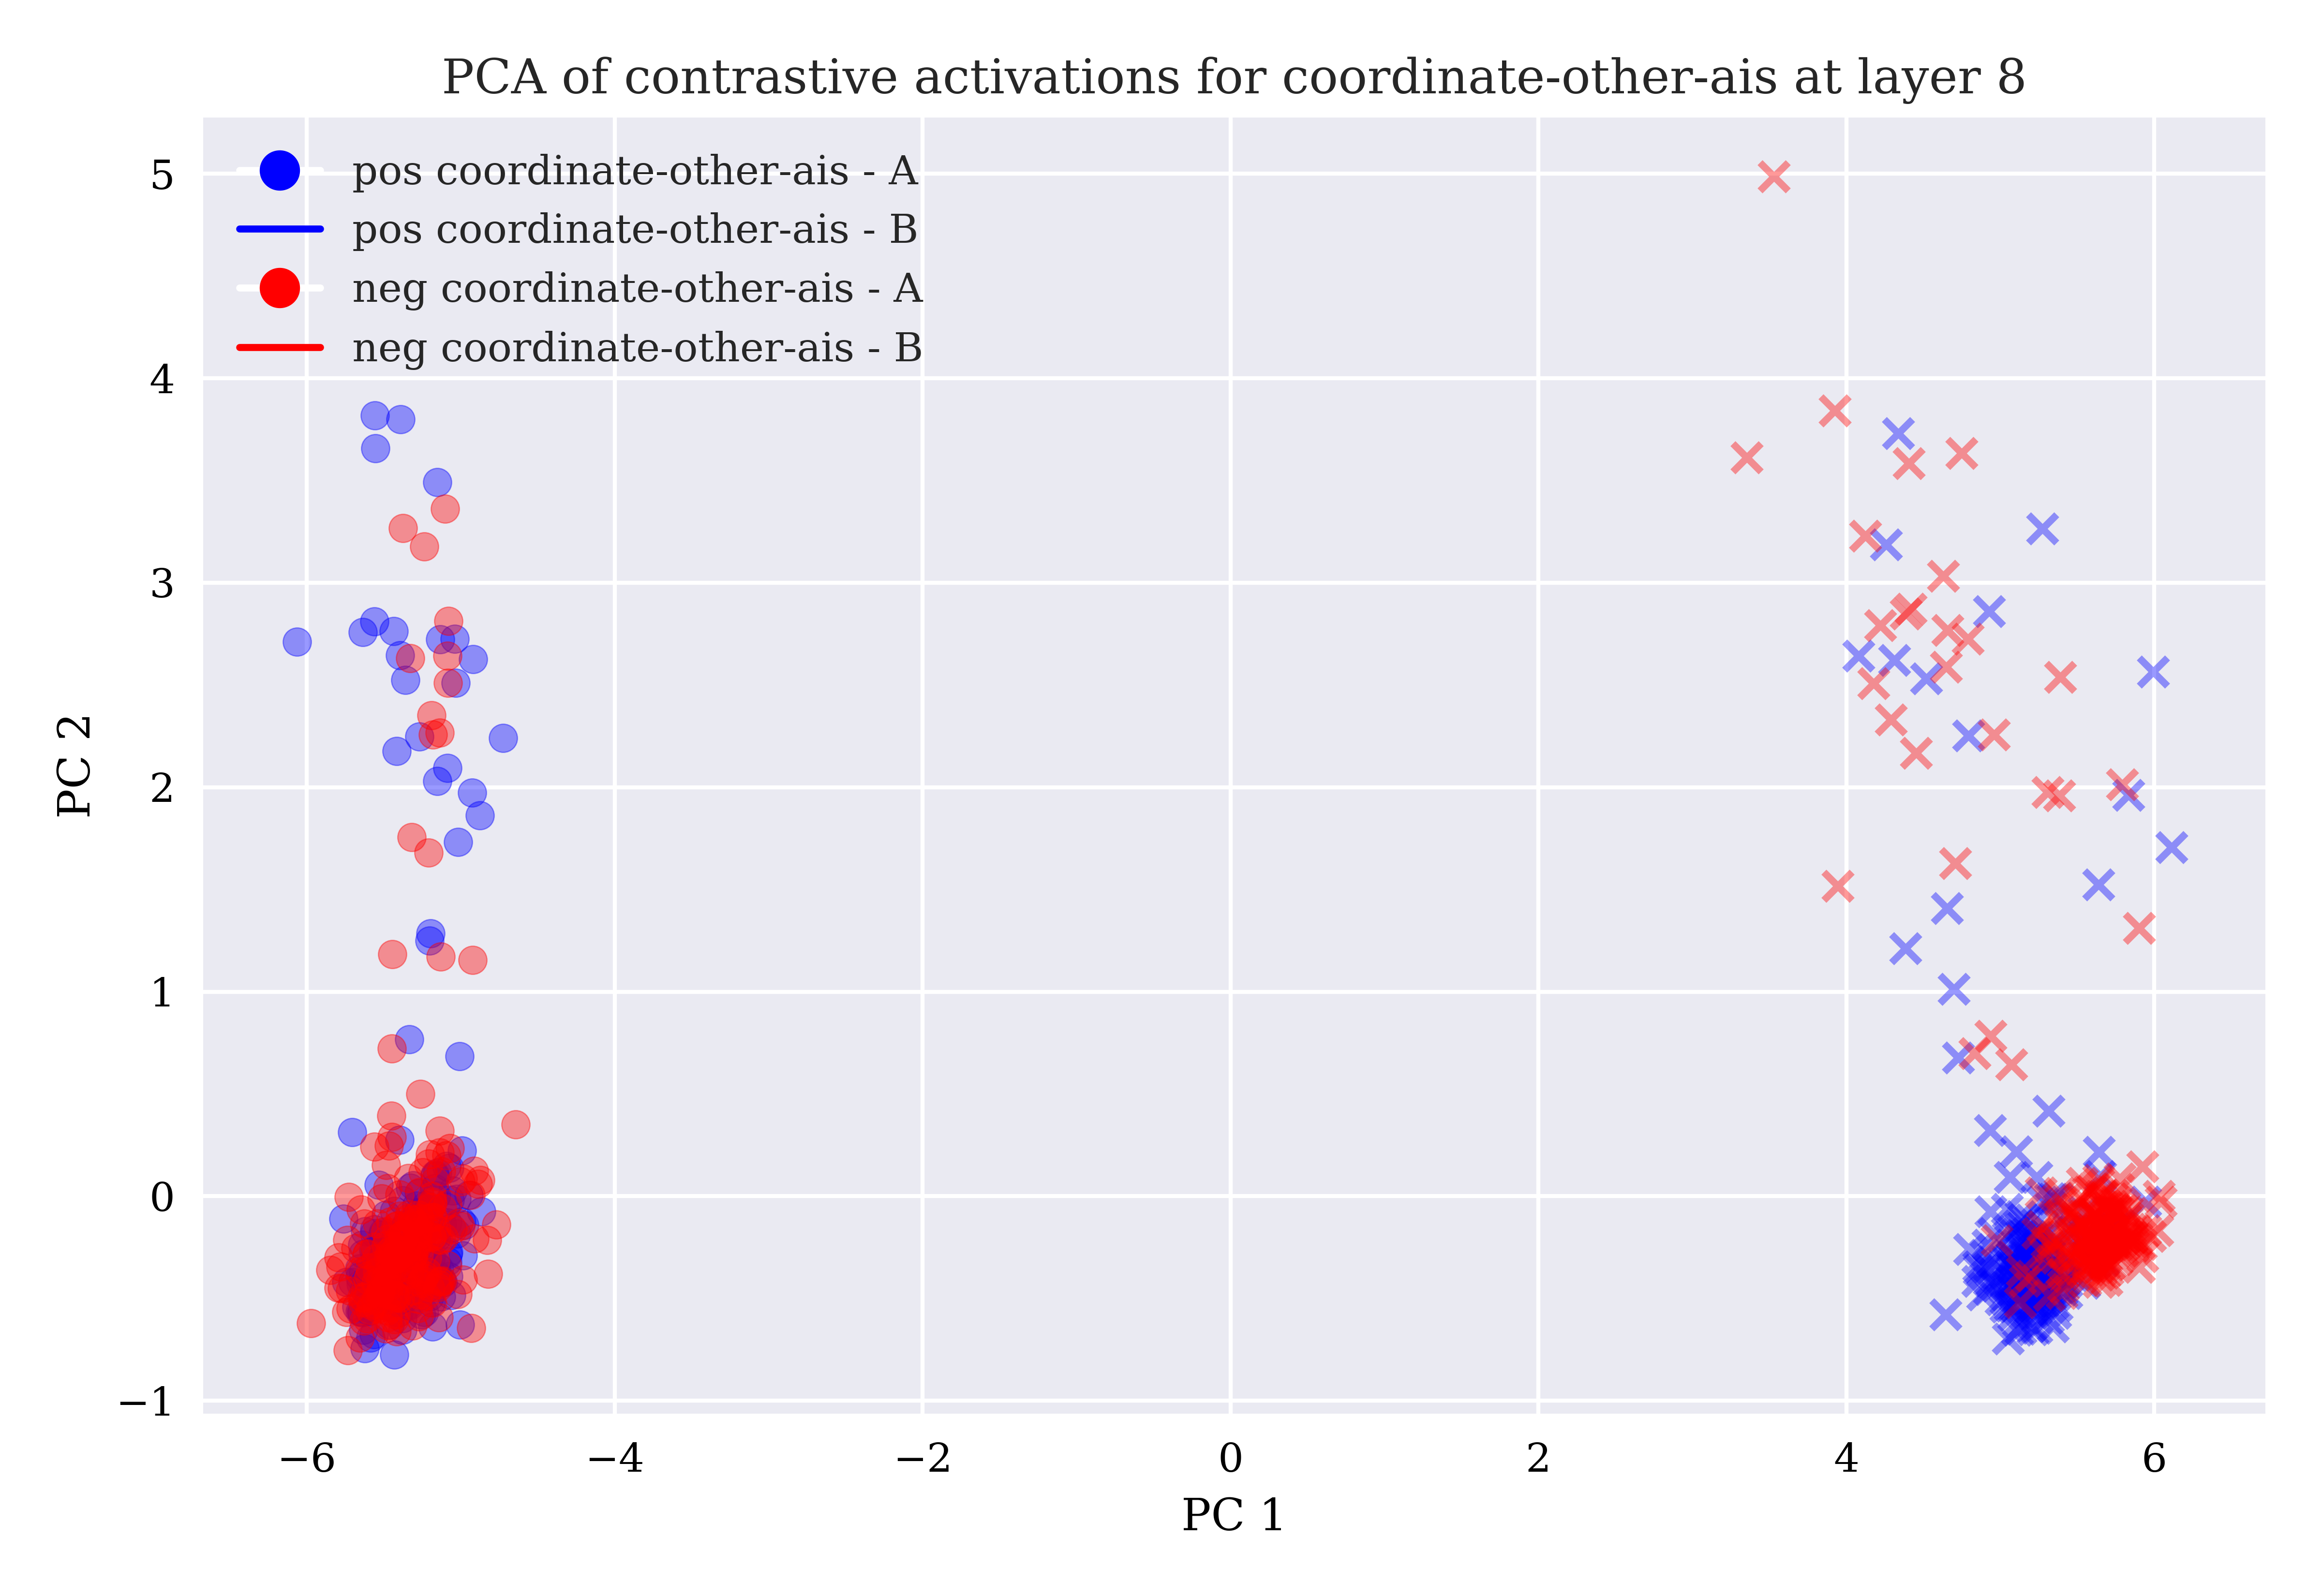 PCA of contrastive activations for coordinate-other-ais at layer 8
pos coordinate-other-ais - A
pos coordinate-other-ais - B
neg coordinate-other-ais - A
neg coordinate-other-ais - B
5
4
3
2
1
0
−1
PC 2
−6
−4
−2
0
2
4
6
PC 1